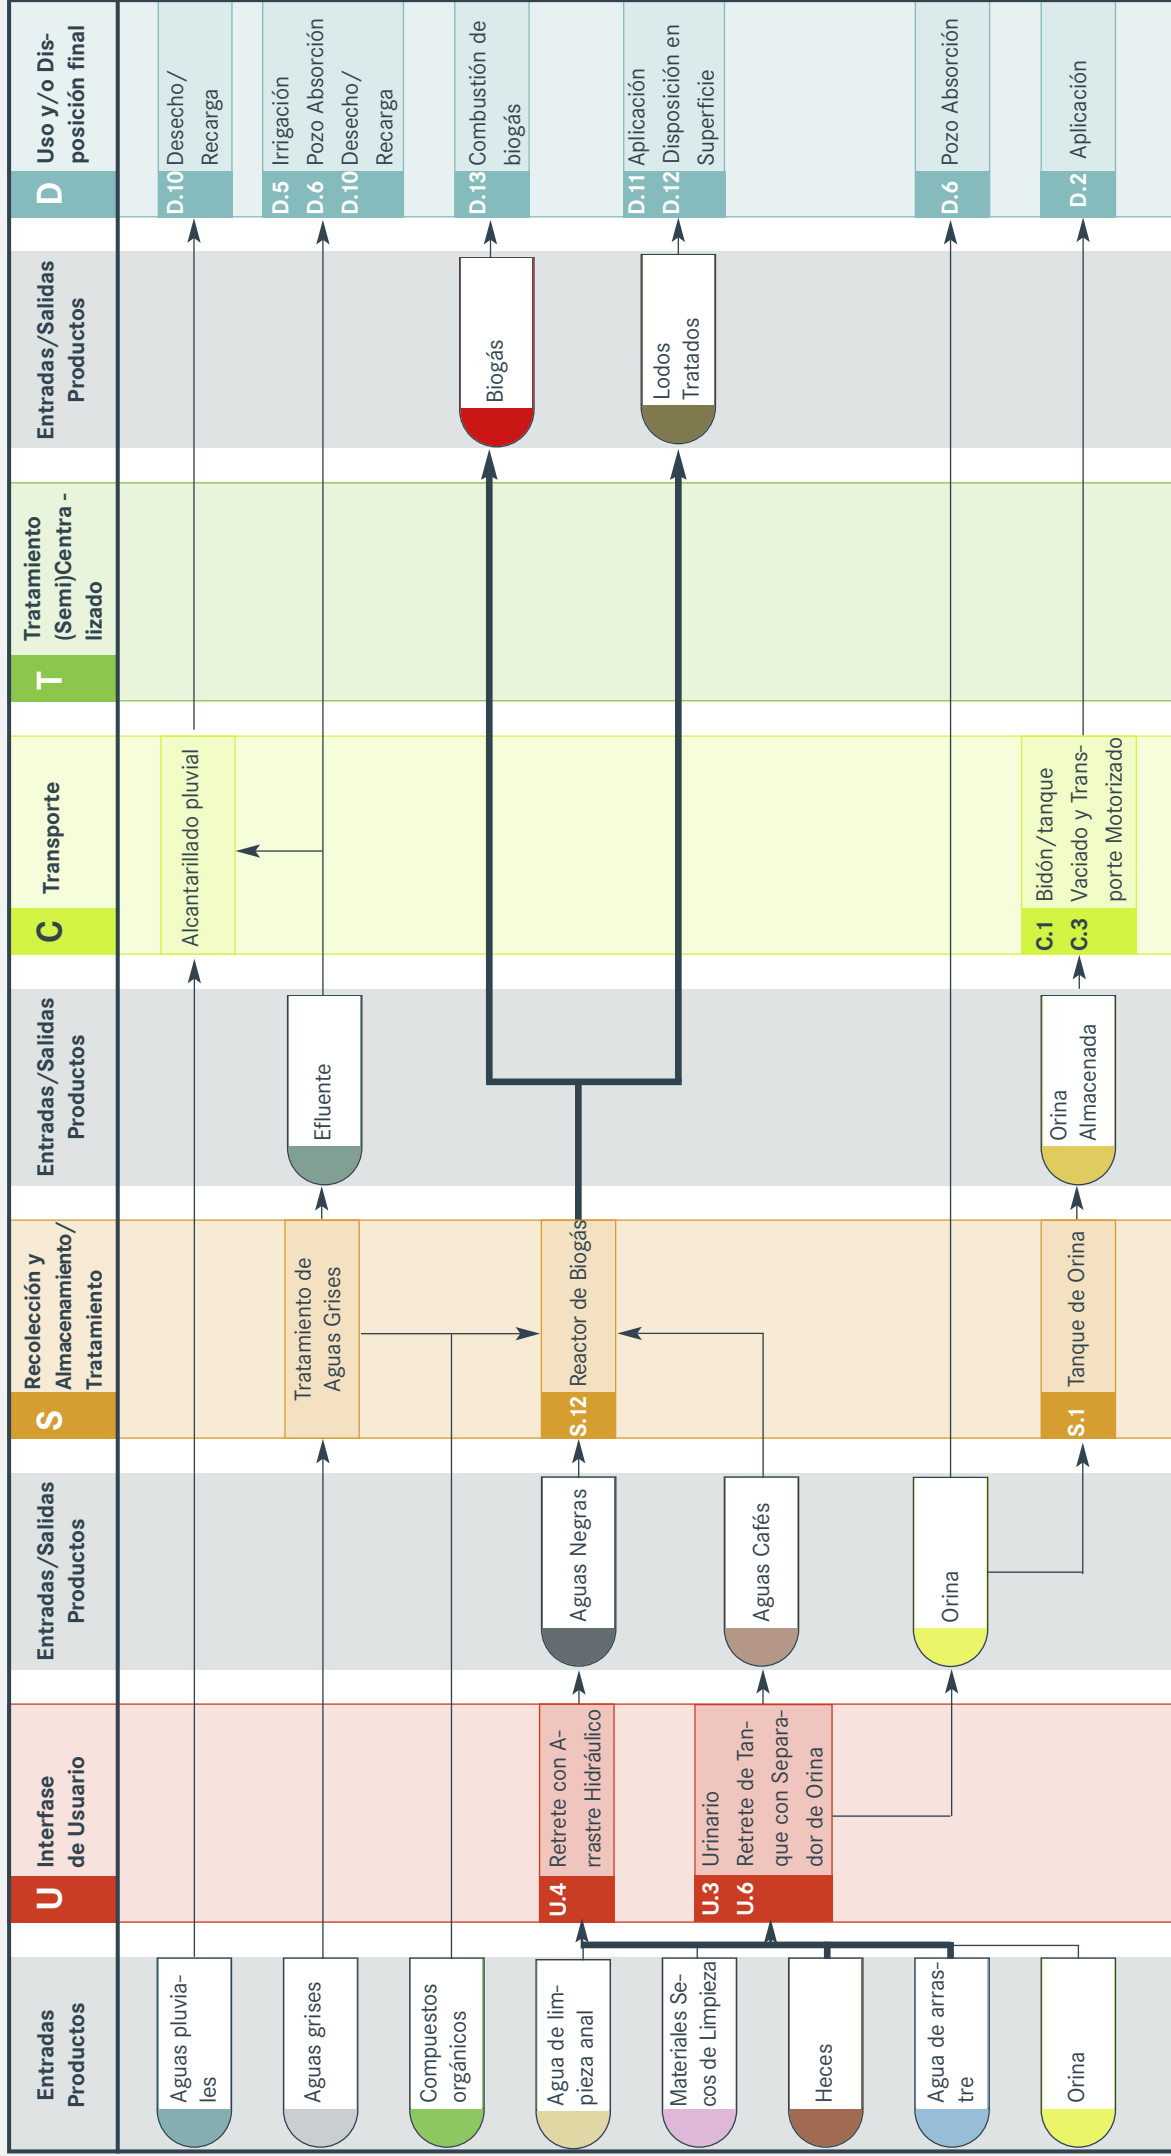 Entradas
Productos
U
Interfase
de Usuario
Entradas/Salidas
Productos
S
Recolección y
Almacenamiento/
Tratamiento
Entradas/Salidas
Productos
C
Transporte
T
Tratamiento
(Semi)Centra -
lizado
Entradas/Salidas
Productos
D
Uso y/o Dis-
posición final
Aguas pluvia-
les
Alcantarillado pluvial
D.10 Desecho/
Recarga
Aguas grises
Tratamiento de
Aguas Grises
Efluente
D.5 Irrigación
D.6 Pozo Absorción
D.10 Desecho/
Recarga
Compuestos
orgánicos
Biogás
D.13 Combustión de
biogás
Agua de lim-
pieza anal
U.4 Retrete con A-
rrastre Hidráulico
Aguas Negras
S.12 Reactor de Biogás
Materiales Se-
cos de Limpieza
Lodos
Tratados
D.11 Aplicación
D.12 Disposición en
Superficie
Heces
U.3 Urinario
U.6 Retrete de Tan-
que con Separa-
dor de Orina
Aguas Cafés
Agua de arras-
tre
Orina
D.6 Pozo Absorción
Orina
S.1 Tanque de Orina
Orina
Almacenada
C.1 Bidón/tanque
C.3 Vaciado y Trans-
porte Motorizado
D.2 Aplicación